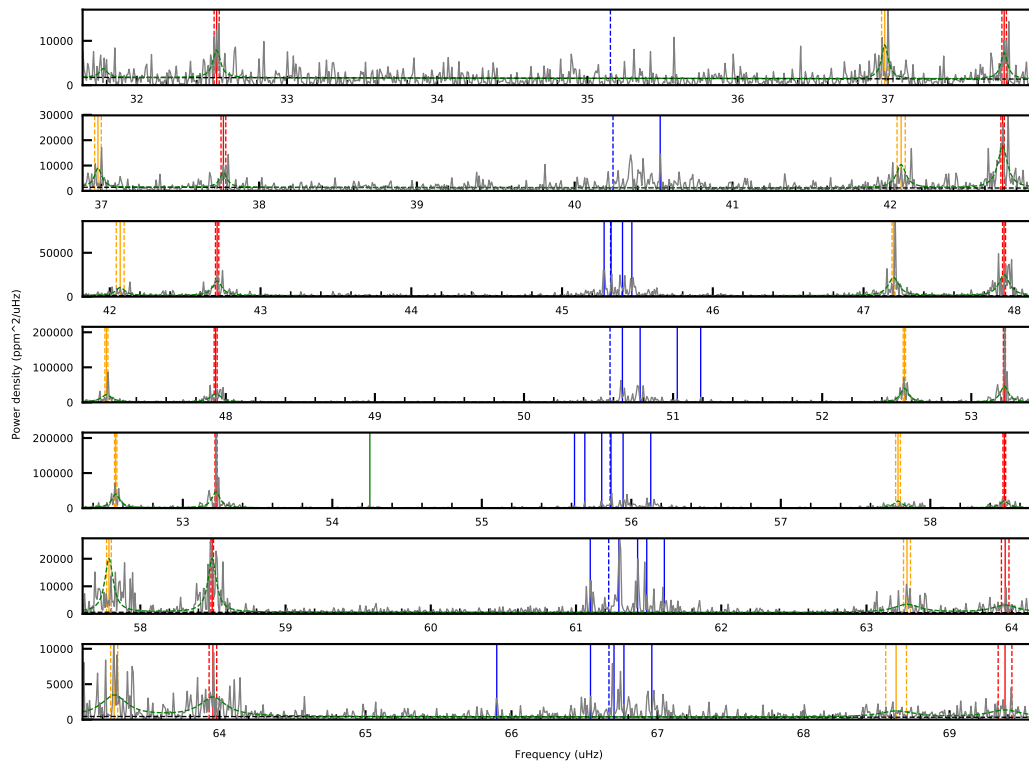 10000
0
32 33 34 35 36 37
30000
20000
10000
0
37 38 39 40 41 42
50000
0
42 43 44 45 46 47 48
Power density (ppm^2/uHz)
200000
100000
0
48 49 50 51 52 53
200000
100000
0
53 54 55 56 57 58
20000
10000
0
58 59 60 61 62 63 64
10000
5000
0
64 65 66 67 68 69
Frequency (uHz)